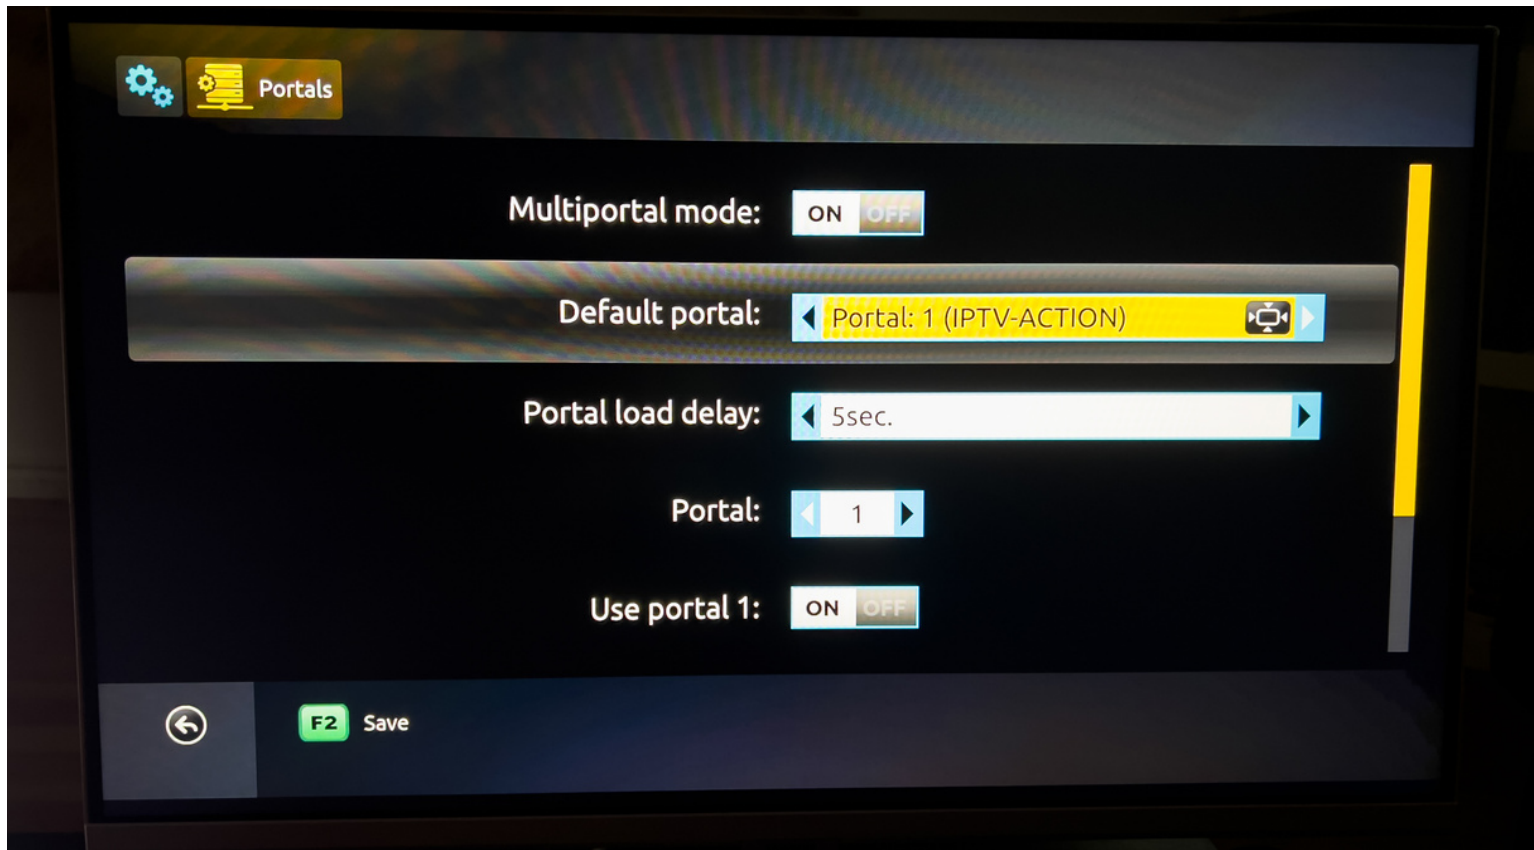 Portals
Multiportal mode: ON OFF
Default portal: Portal: 1 (IPTV-ACTION)
Portal load delay: 5sec.
Portal: 1
Use portal 1: ON OFF
F2 Save